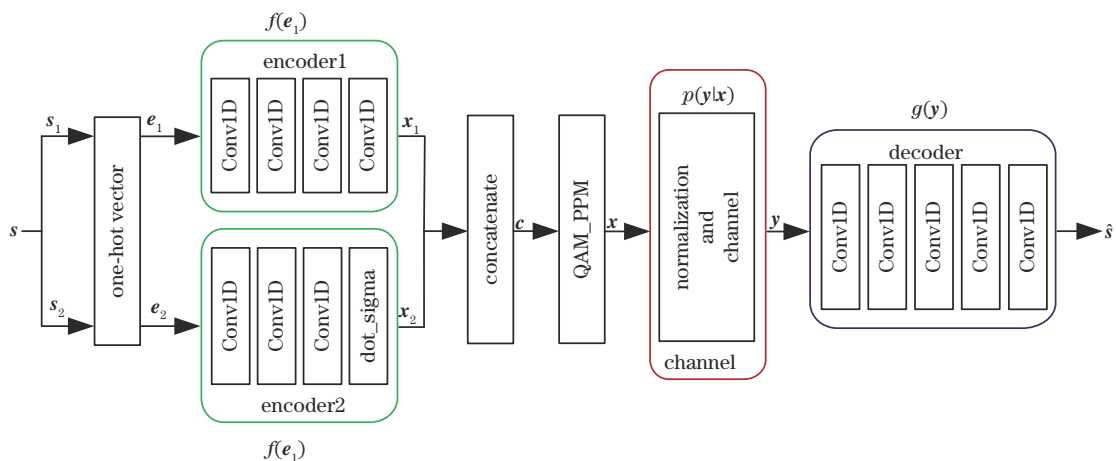 f(e₁)
encoder1
Conv1D
Conv1D
Conv1D
Conv1D
s
s₁
s₂
one-hot vector
e₁
e₂
Conv1D
Conv1D
Conv1D
dot_sigma
encoder2
f(e₁)
x₁
x₂
concatenate
c
QAM_PPM
x
p(y|x)
normalization
and
channel
channel
y
g(y)
decoder
Conv1D
Conv1D
Conv1D
Conv1D
Conv1D
ŝ